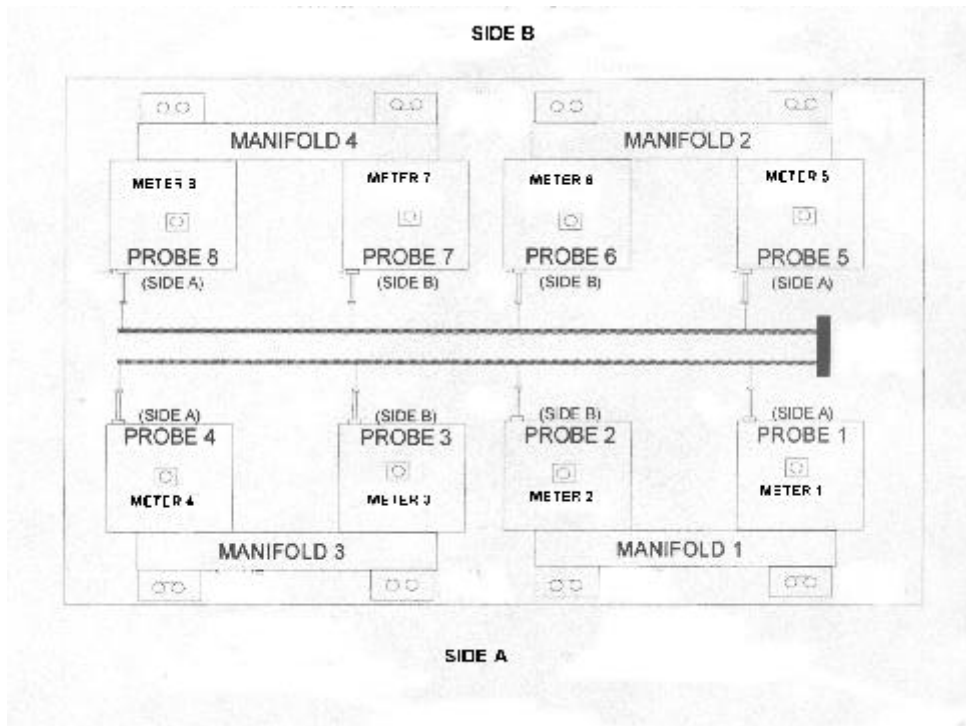 SIDE B
MANIFOLD 4 MANIFOLD 2
METER 8 METER 7 METER 6 METER 5
PROBE 8 PROBE 7 PROBE 6 PROBE 5
(SIDE A) (SIDE B) (SIDE B) (SIDE A)
(SIDE A) (SIDE B) (SIDE B) (SIDE A)
PROBE 4 PROBE 3 PROBE 2 PROBE 1
METER 4 METER 3 METER 2 METER 1
MANIFOLD 3 MANIFOLD 1
SIDE A